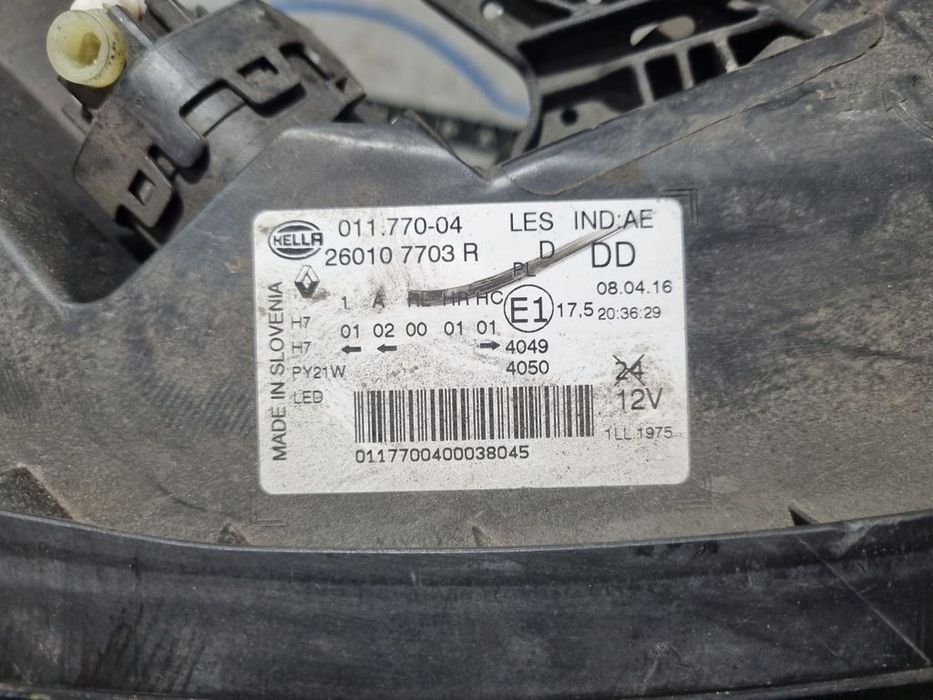 HELLA 011.770-04 LES IND:AE
26010 7703 R D DD
PL
1 A HR HC E1 17,5 08.04.16
20:36:29
H7 01 02 00 01 01
H7 ← ← → 4049
PY21W 4050 24
LED 12V
1LL.1975
0117700400038045
MADE IN SLOVENIA